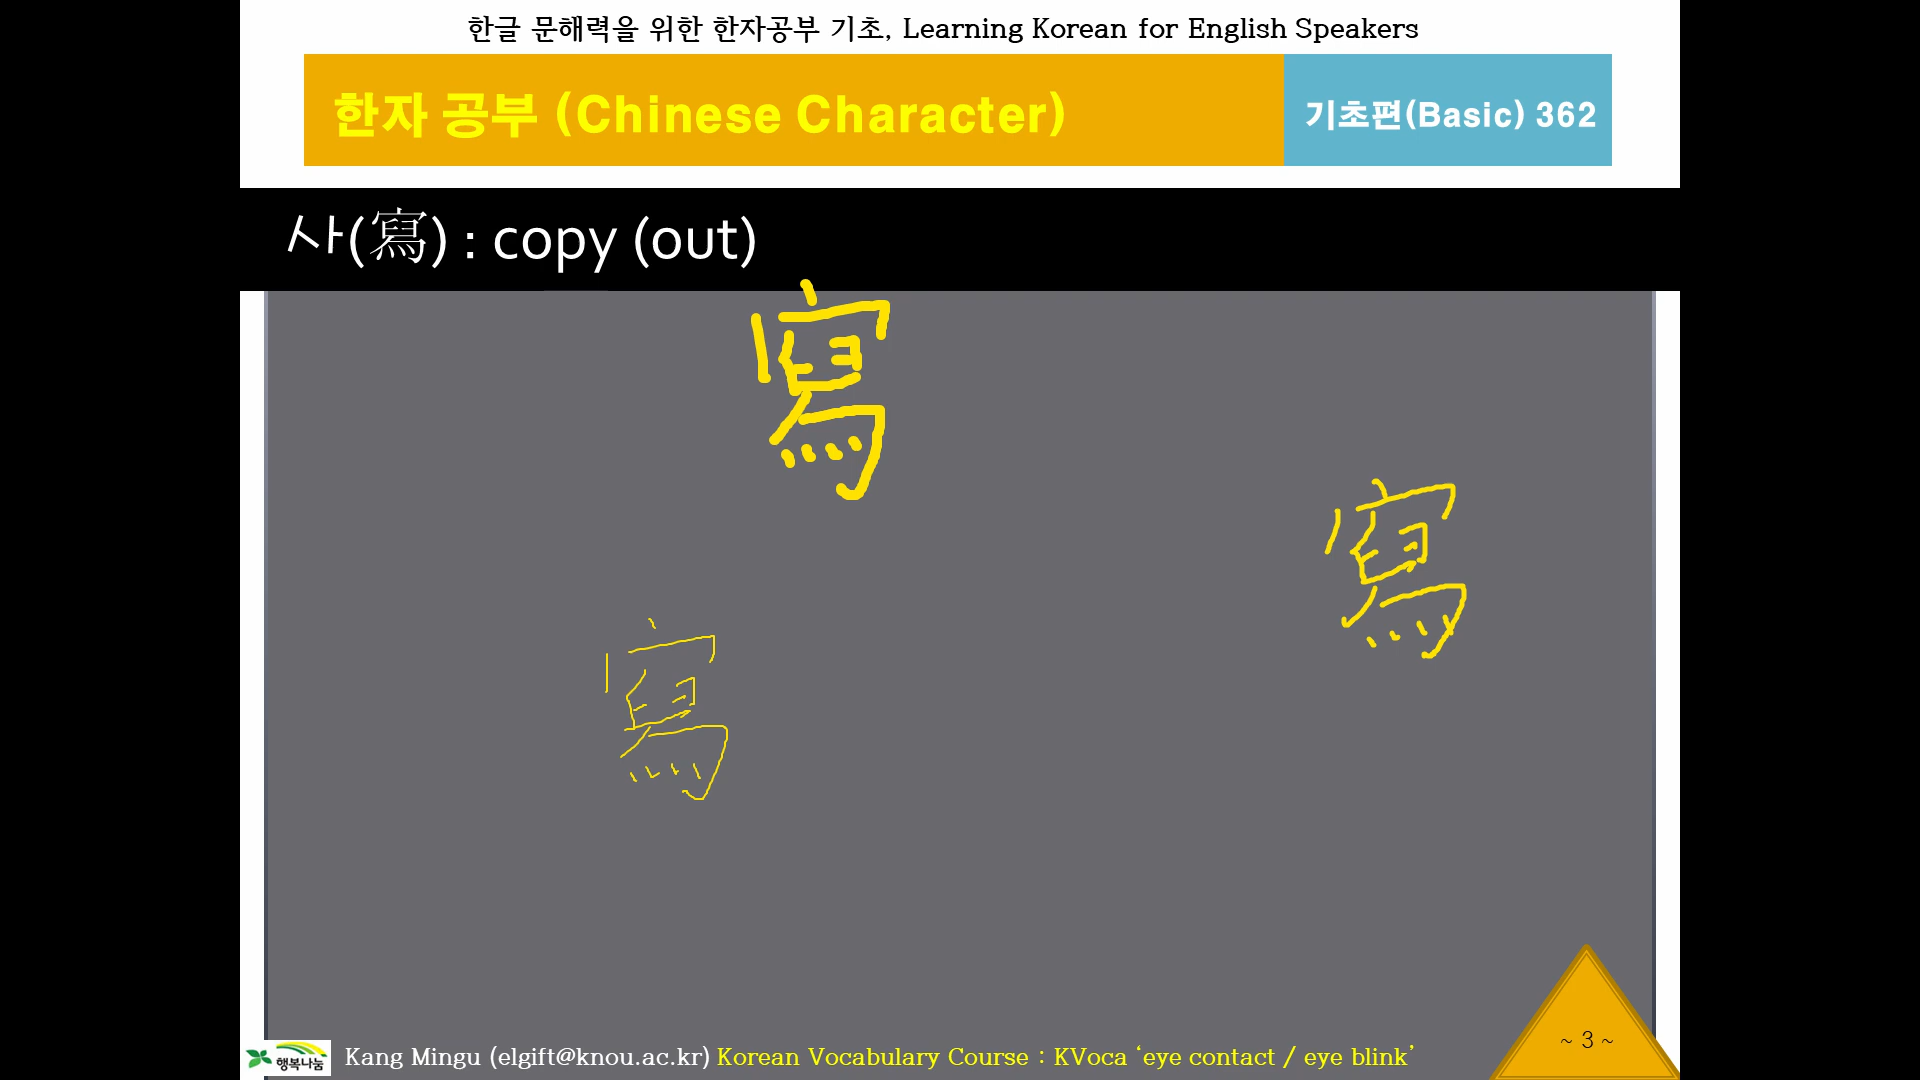 한글 문해력을 위한 한자공부 기초, Learning Korean for English Speakers
한자 공부 (Chinese Character)
기초편(Basic) 362
사(寫) : copy (out)
寫
寫
寫
~ 3 ~
행복나눔
Kang Mingu (elgift@knou.ac.kr) Korean Vocabulary Course : KVoca ‘eye contact / eye blink’